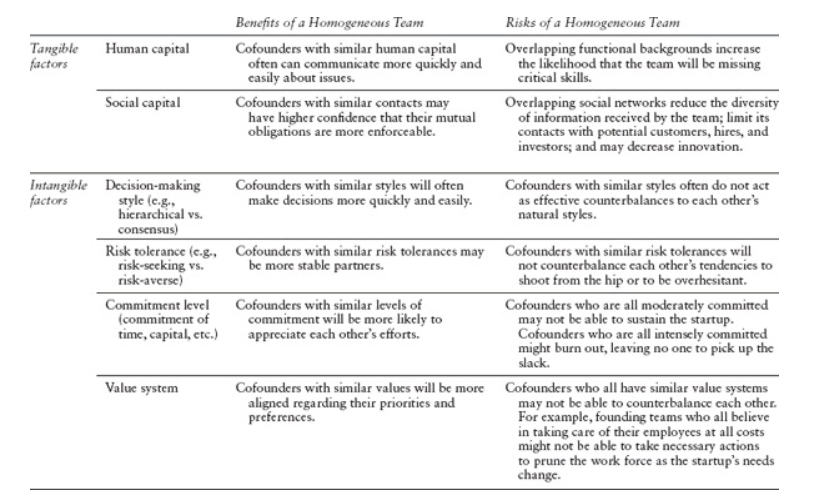 Benefits of a Homogeneous Team
Risks of a Homogeneous Team
Tangible
factors
Human capital
Cofounders with similar human capital
often can communicate more quickly and
easily about issues.
Overlapping functional backgrounds increase
the likelihood that the team will be missing
critical skills.
Social capital
Cofounders with similar contacts may
have higher confidence that their mutual
obligations are more enforceable.
Overlapping social networks reduce the diversity
of information received by the team; limit its
contacts with potential customers, hires, and
investors; and may decrease innovation.
Intangible
factors
Decision-making
style (e.g.,
hierarchical vs.
consensus)
Cofounders with similar styles will often
make decisions more quickly and easily.
Cofounders with similar styles often do not act
as effective counterbalances to each other's
natural styles.
Risk tolerance (e.g.,
risk-seeking vs.
risk-averse)
Cofounders with similar risk tolerances may
be more stable partners.
Cofounders with similar risk tolerances will
not counterbalance each other's tendencies to
shoot from the hip or to be overhesitant.
Commitment level
(commitment of
time, capital, etc.)
Cofounders with similar levels of
commitment will be more likely to
appreciate each other's efforts.
Cofounders who are all moderately committed
may not be able to sustain the startup.
Cofounders who are all intensely committed
might burn out, leaving no one to pick up the
slack.
Value system
Cofounders with similar values will be more
aligned regarding their priorities and
preferences.
Cofounders who all have similar value systems
may not be able to counterbalance each other.
For example, founding teams who all believe
in taking care of their employees at all costs
might not be able to take necessary actions
to prune the work force as the startup's needs
change.